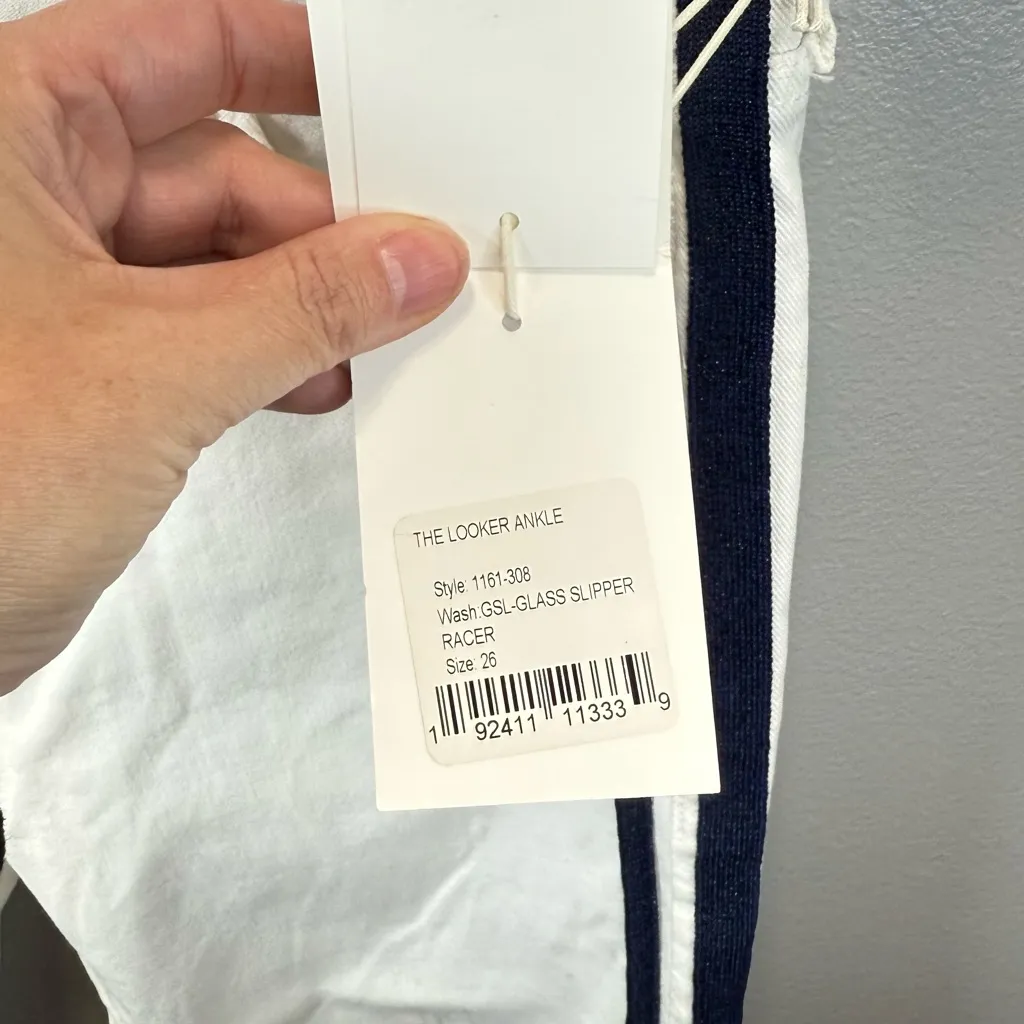 THE LOOKER ANKLE
Style: 1161-308
Wash:GSL-GLASS SLIPPER
RACER
Size: 26
1 92411 11333 9